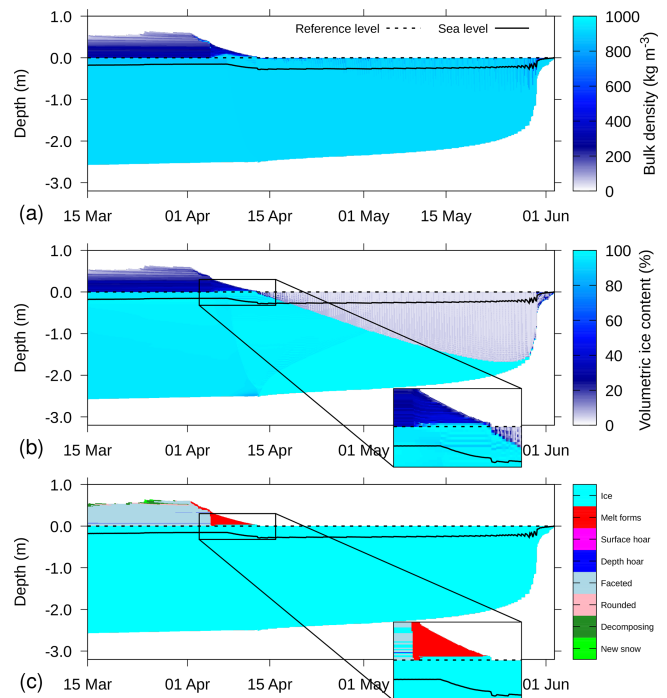 Reference level Sea level
1.0
0.0
-1.0
-2.0
-3.0
Depth (m)
15 Mar 01 Apr 15 Apr 01 May 15 May 01 Jun
(a)
1000
800
600
400
200
0
Bulk density (kg m-3)
1.0
0.0
-1.0
-2.0
-3.0
Depth (m)
15 Mar 01 Apr 15 Apr 01 May 15 May 01 Jun
(b)
100
80
60
40
20
0
Volumetric ice content (%)
1.0
0.0
-1.0
-2.0
-3.0
Depth (m)
15 Mar 01 Apr 15 Apr 01 May 15 May 01 Jun
(c)
Ice
Melt forms
Surface hoar
Depth hoar
Faceted
Rounded
Decomposing
New snow